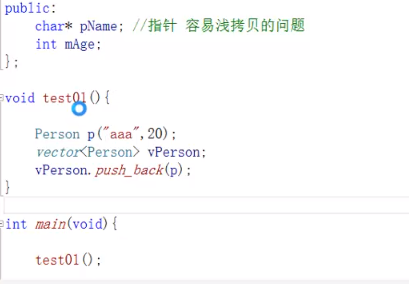 public:
char* pName; //指针 容易浅拷贝的问题
int mAge;
};
void test01(){
Person p("aaa",20);
vector<Person> vPerson;
vPerson.push_back(p);
}
int main(void){
test01();